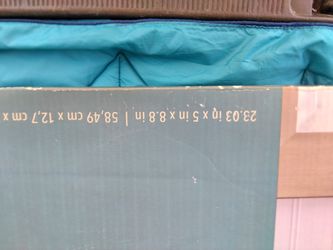 23.03 in x 5 in x 8.8 in | 58,49 cm x 12,7 cm x